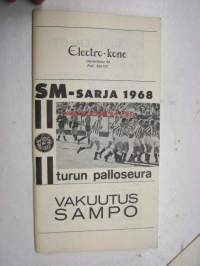 Electro-kone
SM-SARJA 1968
turun palloseura
VAKUUTUS
SAMPO